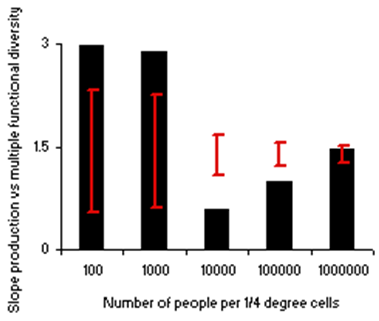 Slope production vs multiple functional diversity
3
1.5
0
100 1000 10000 100000 1000000
Number of people per 1/4 degree cells